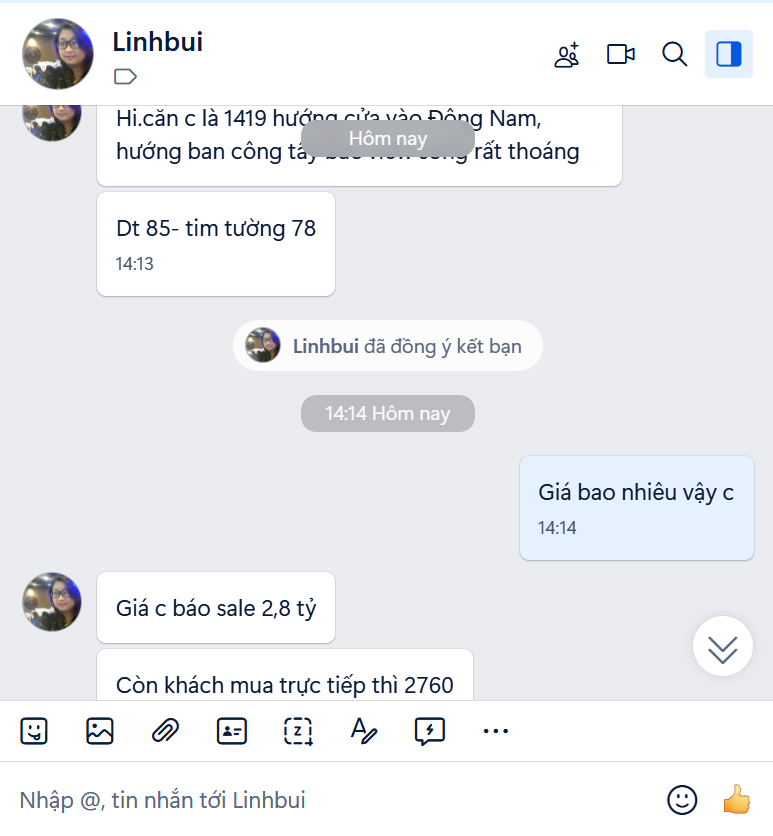 Linhbui
Hi.căn c là 1419 hướng cửa vào Đông Nam,
Hôm nay
hướng ban công tây rất thoáng
Dt 85- tim tường 78
14:13
Linhbui đã đồng ý kết bạn
14:14 Hôm nay
Giá bao nhiêu vậy c
14:14
Giá c báo sale 2,8 tỷ
Còn khách mua trực tiếp thì 2760
Nhập @, tin nhắn tới Linhbui